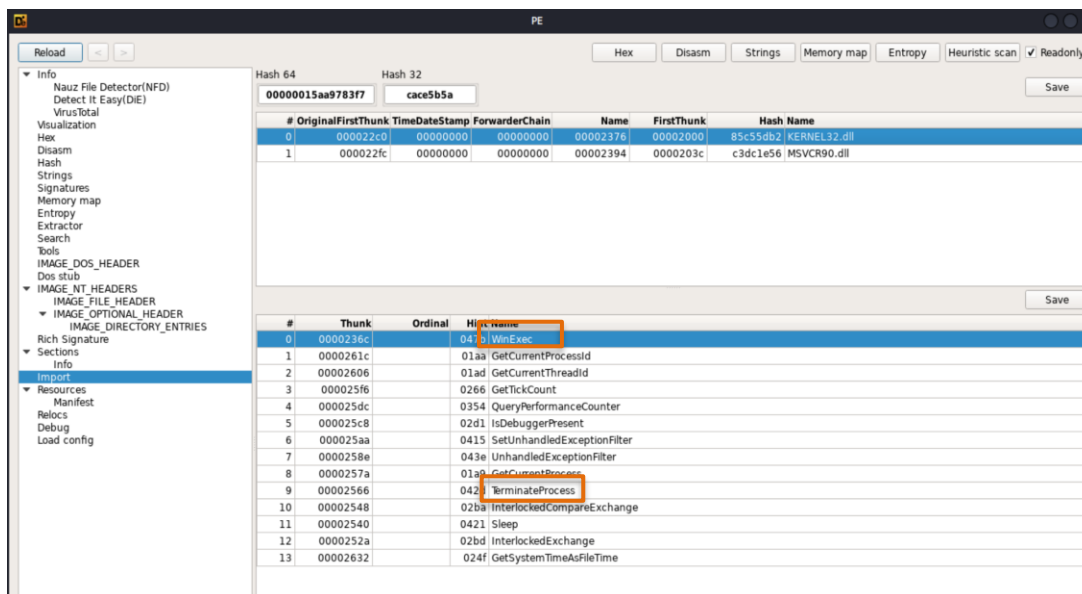 PE
Reload < > Hex Disasm Strings Memory map Entropy Heuristic scan Readonly
Info
Nauz File Detector(NFD)
Detect It Easy(DiE)
VirusTotal
Visualization
Hex
Disasm
Hash
Strings
Signatures
Memory map
Entropy
Extractor
Search
Tools
IMAGE_DOS_HEADER
Dos stub
IMAGE_NT_HEADERS
IMAGE_FILE_HEADER
IMAGE_OPTIONAL_HEADER
IMAGE_DIRECTORY_ENTRIES
Rich Signature
Sections
Info
Import
Resources
Manifest
Relocs
Debug
Load config
Hash 64 Hash 32
00000015aa9783f7 cace5b5a Save
# OriginalFirstThunk TimeDateStamp ForwarderChain Name FirstThunk Hash Name
0 000022c0 00000000 00000000 00002376 00002000 85c55db2 KERNEL32.dll
1 000022fc 00000000 00000000 00002394 0000203c c3dc1e56 MSVCR90.dll
Save
# Thunk Ordinal Hint Name
0 0000236c WinExec
1 0000261c 01aa GetCurrentProcessId
2 00002606 01ad GetCurrentThreadId
3 000025f6 0266 GetTickCount
4 000025dc 0354 QueryPerformanceCounter
5 000025c8 02d1 IsDebuggerPresent
6 000025aa 0415 SetUnhandledExceptionFilter
7 0000258e 043e UnhandledExceptionFilter
8 0000257a 01a9 GetCurrentProcess
9 00002566 042d TerminateProcess
10 00002548 02ba InterlockedCompareExchange
11 00002540 0421 Sleep
12 0000252a 02bd InterlockedExchange
13 00002632 024f GetSystemTimeAsFileTime